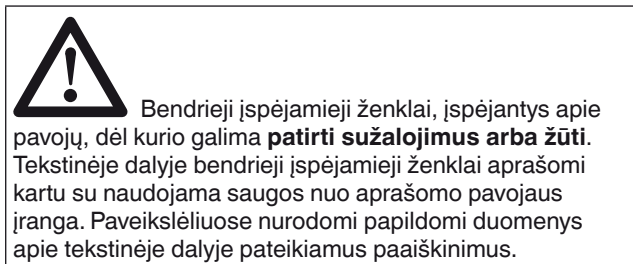 Bendrieji įspėjamieji ženklai, įspėjantys apie
pavojų, dėl kurio galima patirti sužalojimus arba žūti.
Tekstinėje dalyje bendrieji įspėjamieji ženklai aprašomi
kartu su naudojama saugos nuo aprašomo pavojaus
įranga. Paveikslėliuose nurodomi papildomi duomenys
apie tekstinėje dalyje pateikiamus paaiškinimus.